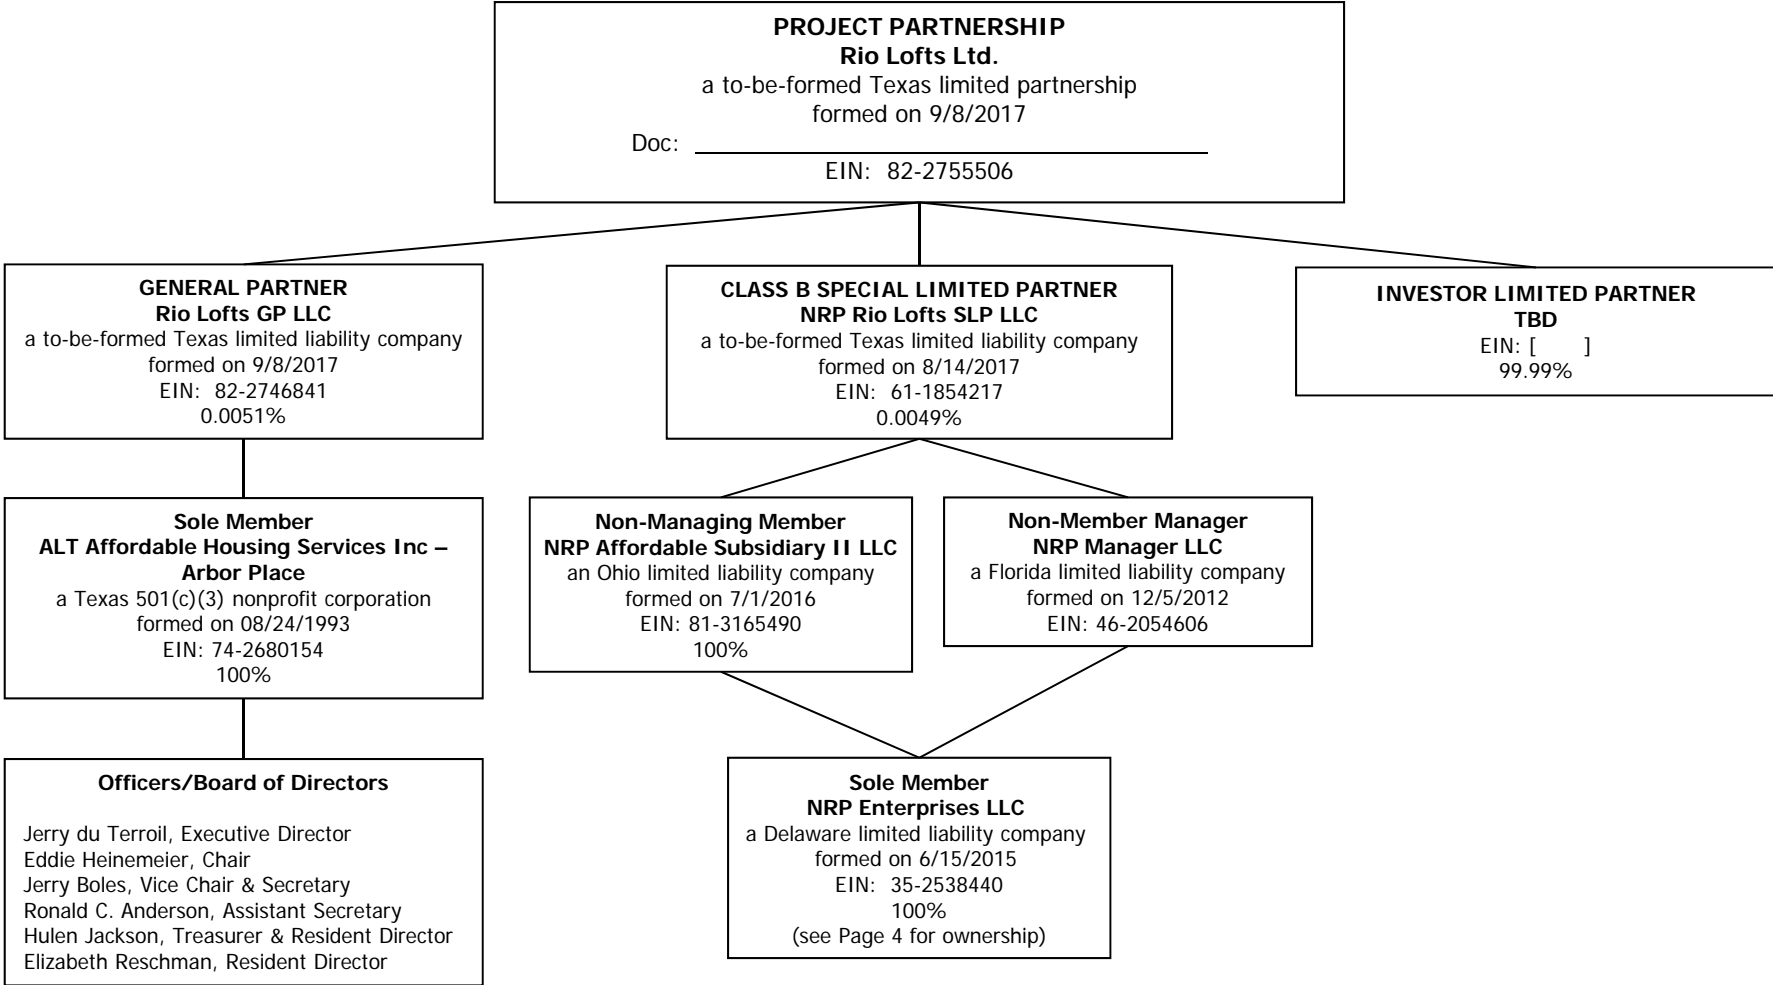 PROJECT PARTNERSHIP
Rio Lofts Ltd.
a to-be-formed Texas limited partnership
formed on 9/8/2017
Doc:
EIN: 82-2755506
GENERAL PARTNER
Rio Lofts GP LLC
a to-be-formed Texas limited liability company
formed on 9/8/2017
EIN: 82-2746841
0.0051%
CLASS B SPECIAL LIMITED PARTNER
NRP Rio Lofts SLP LLC
a to-be-formed Texas limited liability company
formed on 8/14/2017
EIN: 61-1854217
0.0049%
INVESTOR LIMITED PARTNER
TBD
EIN: [ ]
99.99%
Sole Member
ALT Affordable Housing Services Inc –
Arbor Place
a Texas 501(c)(3) nonprofit corporation
formed on 08/24/1993
EIN: 74-2680154
100%
Non-Managing Member
NRP Affordable Subsidiary II LLC
an Ohio limited liability company
formed on 7/1/2016
EIN: 81-3165490
100%
Non-Member Manager
NRP Manager LLC
a Florida limited liability company
formed on 12/5/2012
EIN: 46-2054606
Officers/Board of Directors
Jerry du Terroil, Executive Director
Eddie Heinemeier, Chair
Jerry Boles, Vice Chair & Secretary
Ronald C. Anderson, Assistant Secretary
Hulen Jackson, Treasurer & Resident Director
Elizabeth Reschman, Resident Director
Sole Member
NRP Enterprises LLC
a Delaware limited liability company
formed on 6/15/2015
EIN: 35-2538440
100%
(see Page 4 for ownership)